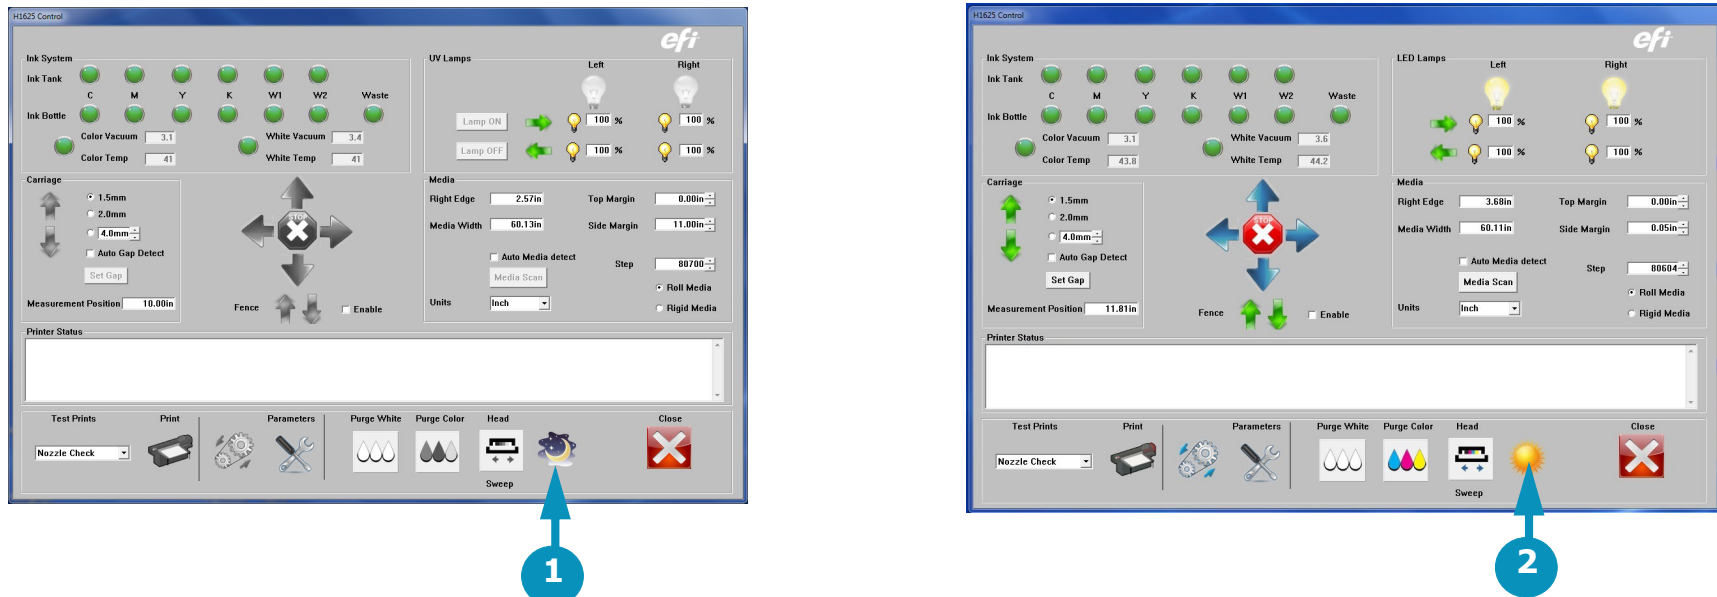 H1625 Control
efi
Ink System
Ink Tank
C M Y K W1 W2 Waste
Ink Bottle
Color Vacuum 3.1 White Vacuum 3.4
Color Temp 41 White Temp 41
UV Lamps
Left Right
Lamp ON 100 % 100 %
Lamp OFF 100 % 100 %
Carriage
1.5mm
2.0mm
4.0mm
Auto Gap Detect
Set Gap
Measurement Position 10.00in
STOP
Fence Enable
Media
Right Edge 2.57in Top Margin 0.00in
Media Width 60.13in Side Margin 11.00in
Auto Media detect
Media Scan
Step 80700
Roll Media
Units Inch
Rigid Media
Printer Status
Test Prints Print Parameters Purge White Purge Color Head Close
Nozzle Check
Sweep
1
H1625 Control
efi
Ink System
Ink Tank
C M Y K W1 W2 Waste
Ink Bottle
Color Vacuum 3.1 White Vacuum 3.6
Color Temp 43.8 White Temp 44.2
LED Lamps
Left Right
100 % 100 %
100 % 100 %
Carriage
1.5mm
2.0mm
4.0mm
Auto Gap Detect
Set Gap
Measurement Position 11.81in
STOP
Fence Enable
Media
Right Edge 3.68in Top Margin 0.00in
Media Width 60.11in Side Margin 0.05in
Auto Media detect
Media Scan
Step 80604
Roll Media
Units Inch
Rigid Media
Printer Status
Test Prints Print Parameters Purge White Purge Color Head Close
Nozzle Check
Sweep
2